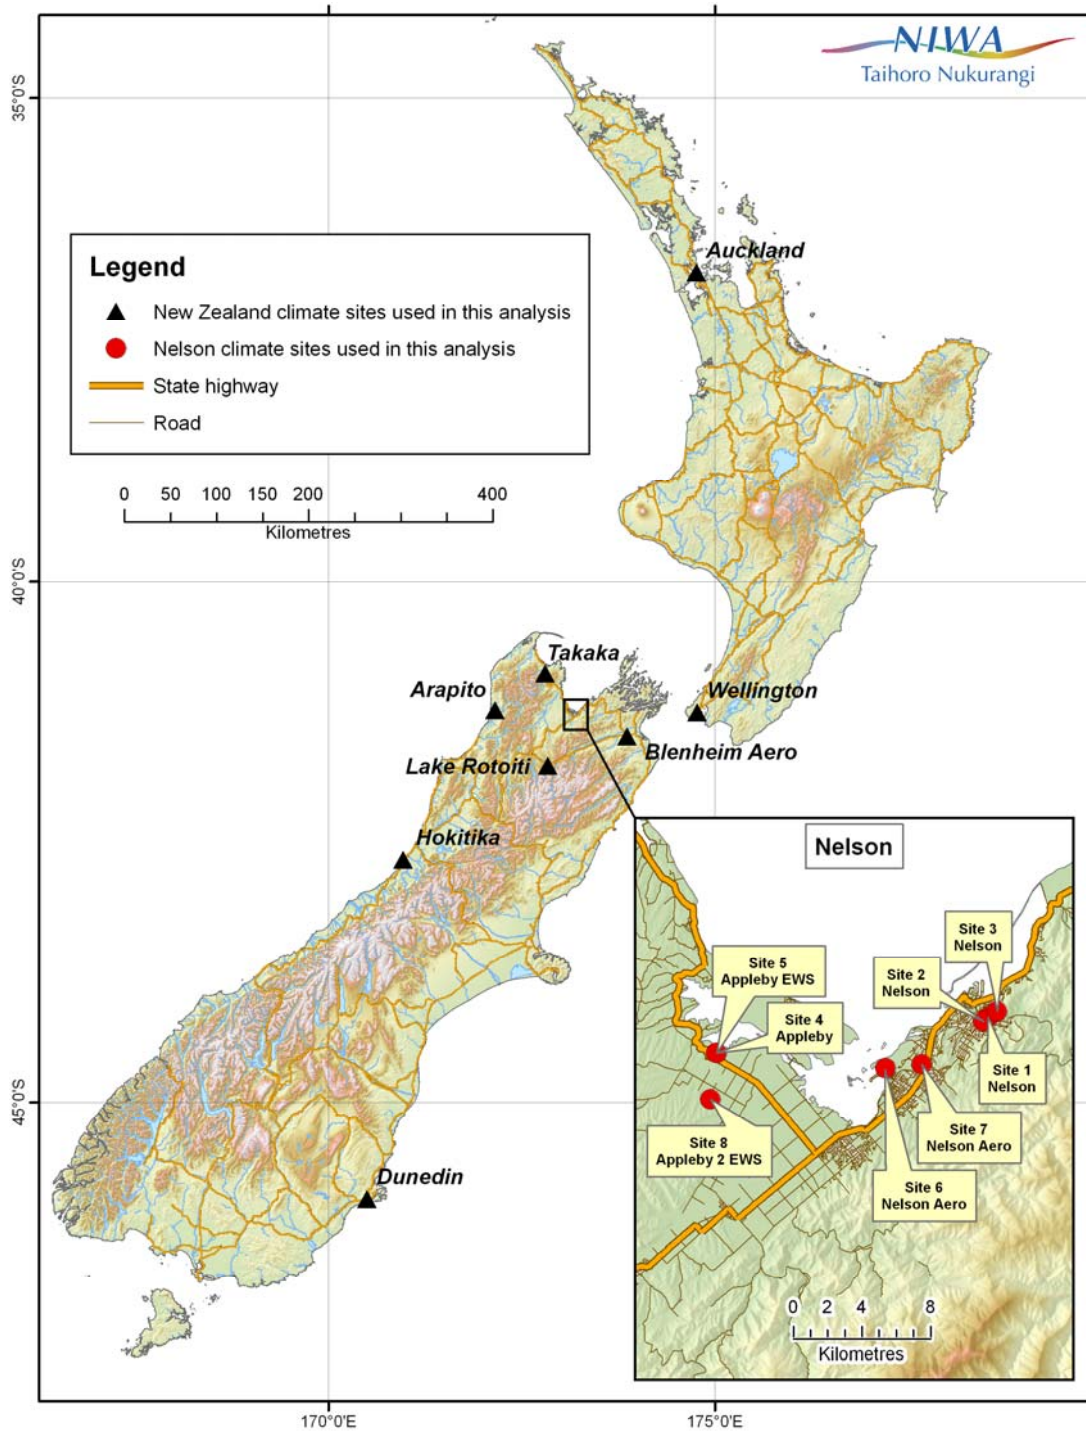 NIWA
Taihoro Nukurangi
35°0'S
Auckland
Legend
New Zealand climate sites used in this analysis
Nelson climate sites used in this analysis
State highway
Road
0 50 100 150 200 400
Kilometres
40°0'S
Takaka
Arapito
Wellington
Blenheim Aero
Lake Rotoiti
Hokitika
Nelson
Site 3
Nelson
Site 2
Nelson
Site 5
Appleby EWS
Site 4
Appleby
Site 1
Nelson
Site 7
Nelson Aero
Site 8
Appleby 2 EWS
Site 6
Nelson Aero
45°0'S
Dunedin
0 2 4 8
Kilometres
170°0'E
175°0'E